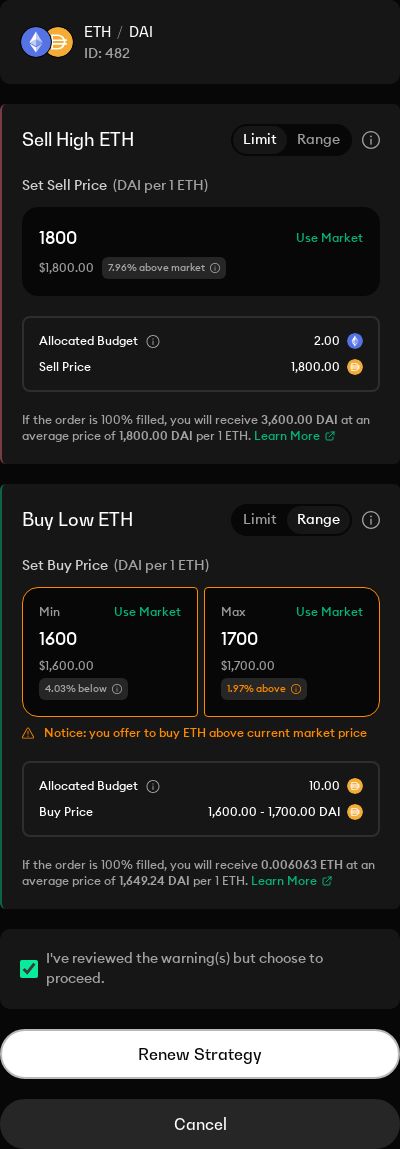 ETH / DAI
ID: 482
Sell High ETH
Limit Range
Set Sell Price (DAI per 1 ETH)
1800 Use Market
$1,800.00 7.96% above market
Allocated Budget 2.00
Sell Price 1,800.00
If the order is 100% filled, you will receive 3,600.00 DAI at an
average price of 1,800.00 DAI per 1 ETH. Learn More
Buy Low ETH
Limit Range
Set Buy Price (DAI per 1 ETH)
Min Use Market
1600
$1,600.00
4.03% below
Max Use Market
1700
$1,700.00
1.97% above
Notice: you offer to buy ETH above current market price
Allocated Budget 10.00
Buy Price 1,600.00 - 1,700.00 DAI
If the order is 100% filled, you will receive 0.006063 ETH at an
average price of 1,649.24 DAI per 1 ETH. Learn More
I've reviewed the warning(s) but choose to
proceed.
Renew Strategy
Cancel